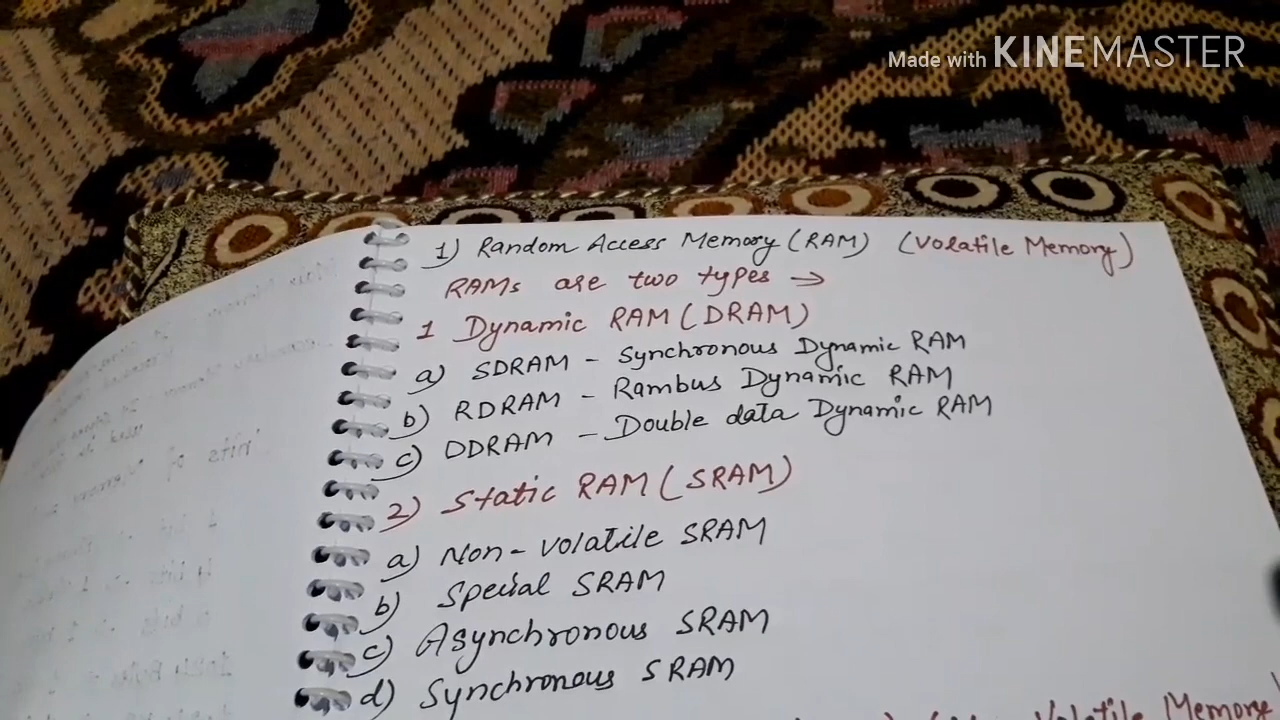 Made with KINEMASTER
1) Random Access Memory (RAM) (Volatile Memory)
RAMs are two types →
1 Dynamic RAM (DRAM)
a) SDRAM - Synchronous Dynamic RAM
b) RDRAM - Rambus Dynamic RAM
c) DDRAM - Double data Dynamic RAM
2) Static RAM (SRAM)
a) Non-volatile SRAM
b) Special SRAM
c) Asynchronous SRAM
d) Synchronous SRAM
Volatile Memory)